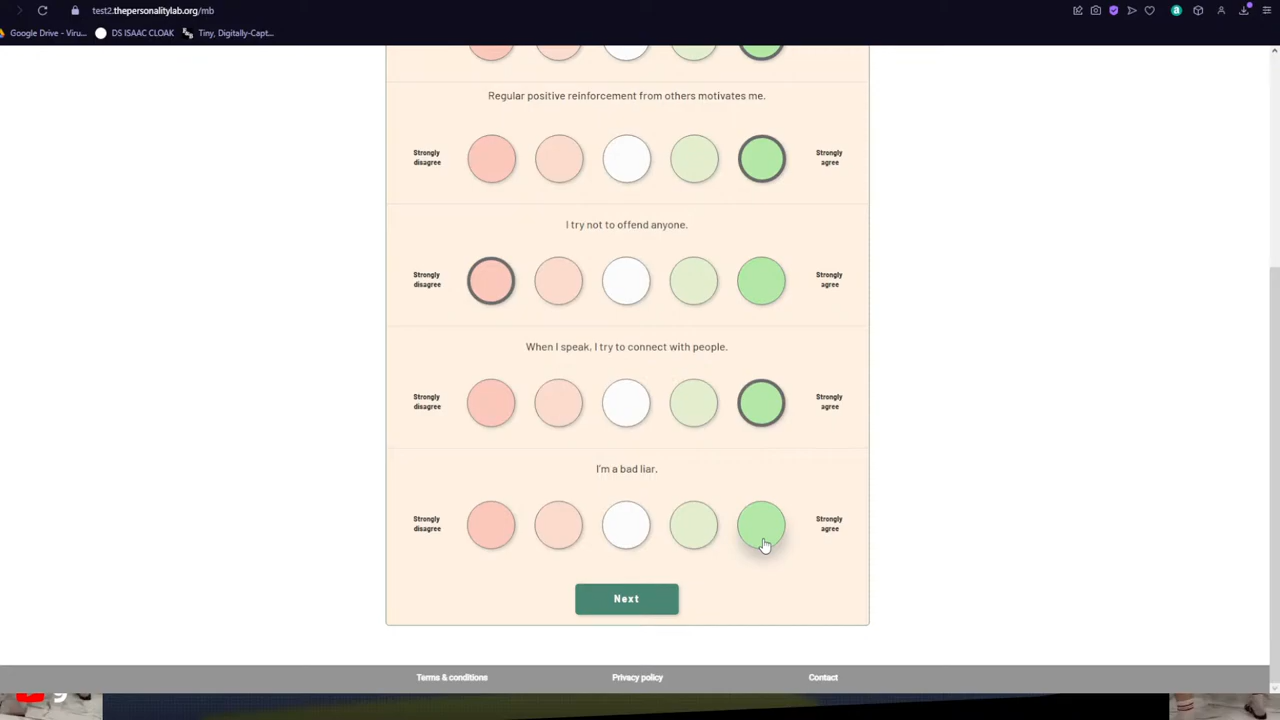 test2.thepersonalitylab.org/mb
Google Drive - Viru...
DS ISAAC CLOAK
Tiny, Digitally-Capt...
Regular positive reinforcement from others motivates me.
Strongly
disagree
Strongly
agree
I try not to offend anyone.
Strongly
disagree
Strongly
agree
When I speak, I try to connect with people.
Strongly
disagree
Strongly
agree
I'm a bad liar.
Strongly
disagree
Strongly
agree
Next
Terms & conditions
Privacy policy
Contact